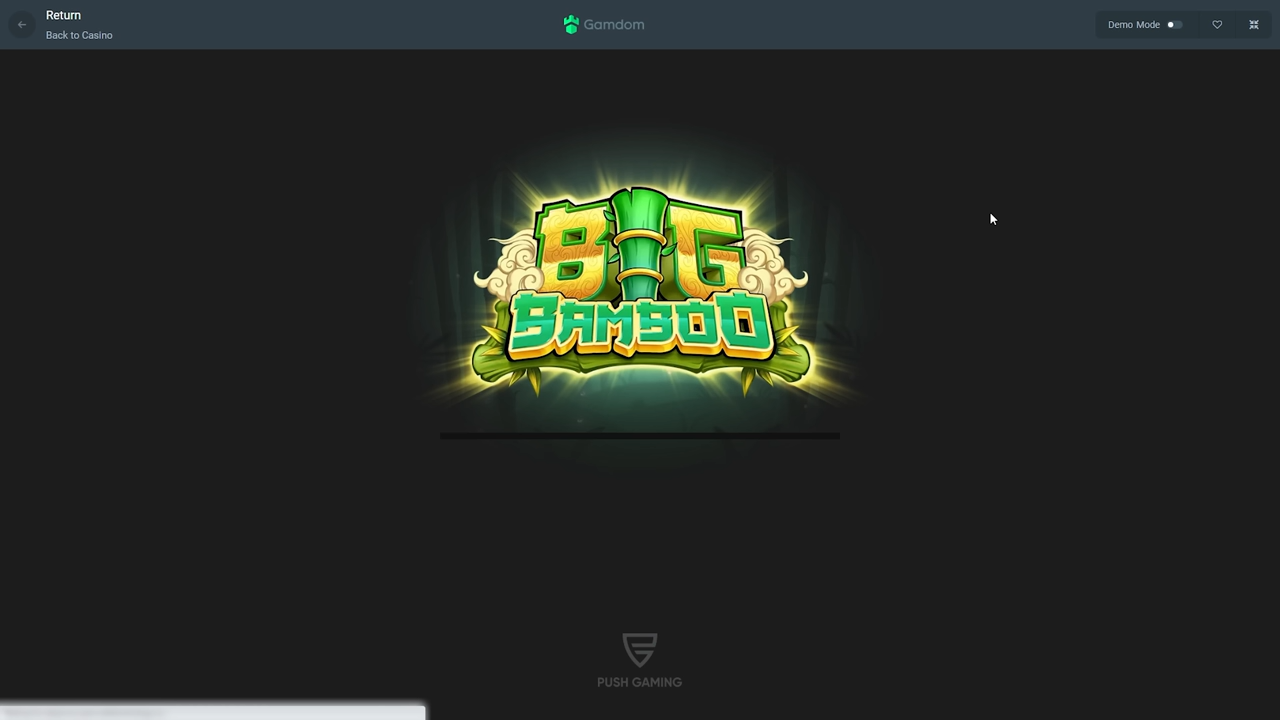 Return
Back to Casino
Gamdom
Demo Mode
BIG
BAMBOO
PUSH GAMING